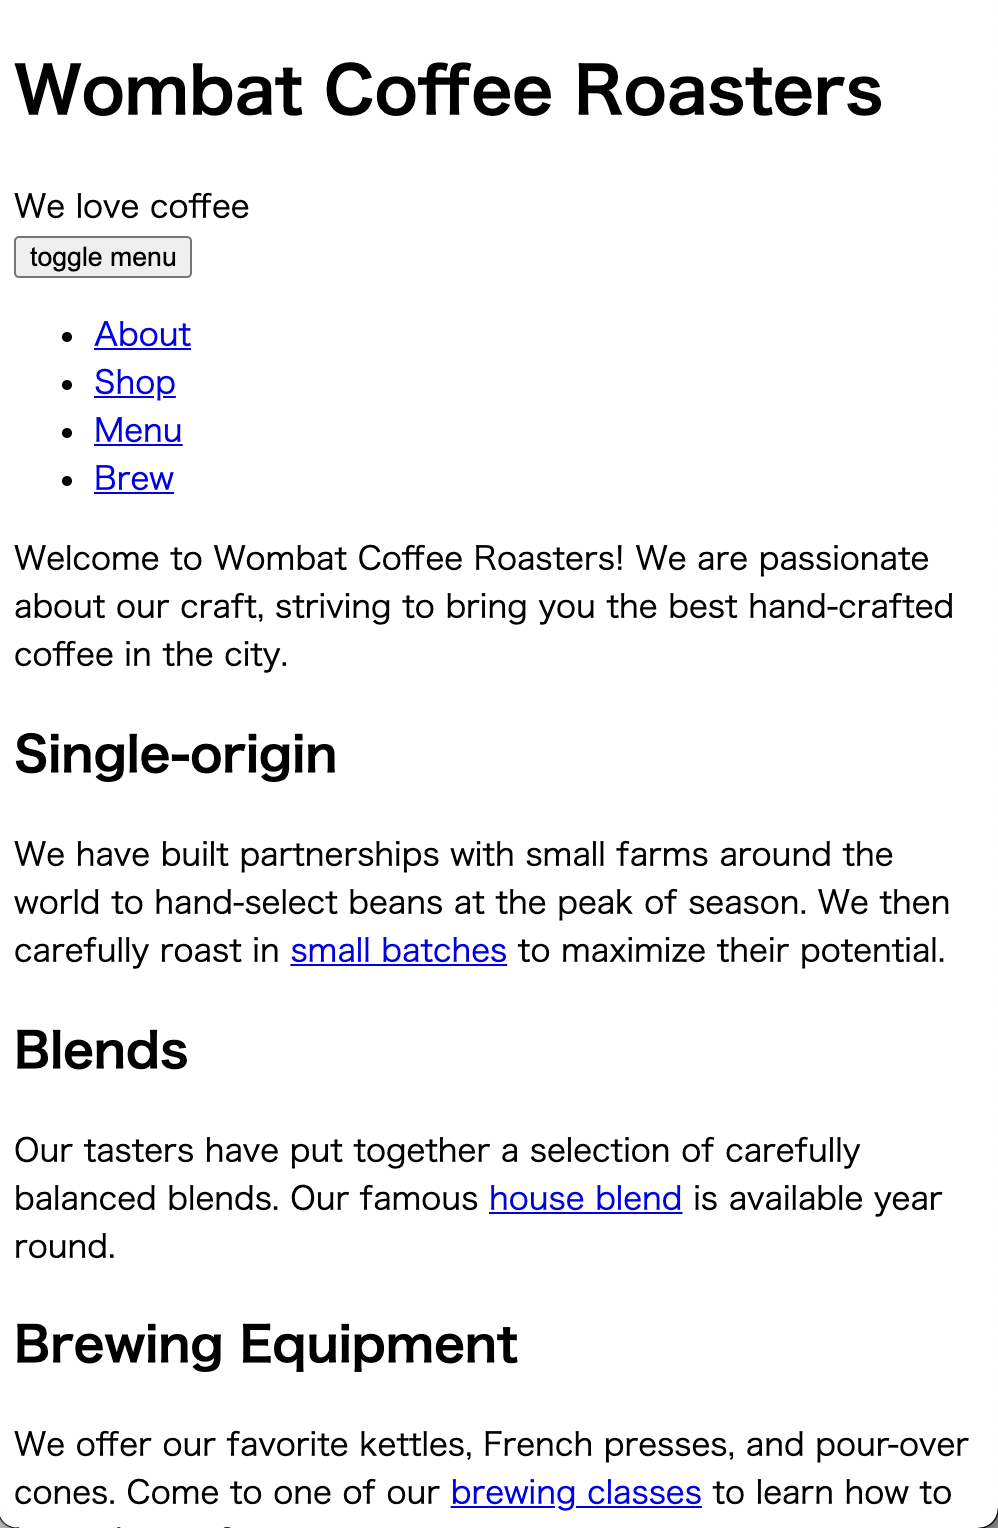 Wombat Coffee Roasters
We love coffee
toggle menu
• About
• Shop
• Menu
• Brew
Welcome to Wombat Coffee Roasters! We are passionate
about our craft, striving to bring you the best hand-crafted
coffee in the city.
Single-origin
We have built partnerships with small farms around the
world to hand-select beans at the peak of season. We then
carefully roast in small batches to maximize their potential.
Blends
Our tasters have put together a selection of carefully
balanced blends. Our famous house blend is available year
round.
Brewing Equipment
We offer our favorite kettles, French presses, and pour-over
cones. Come to one of our brewing classes to learn how to